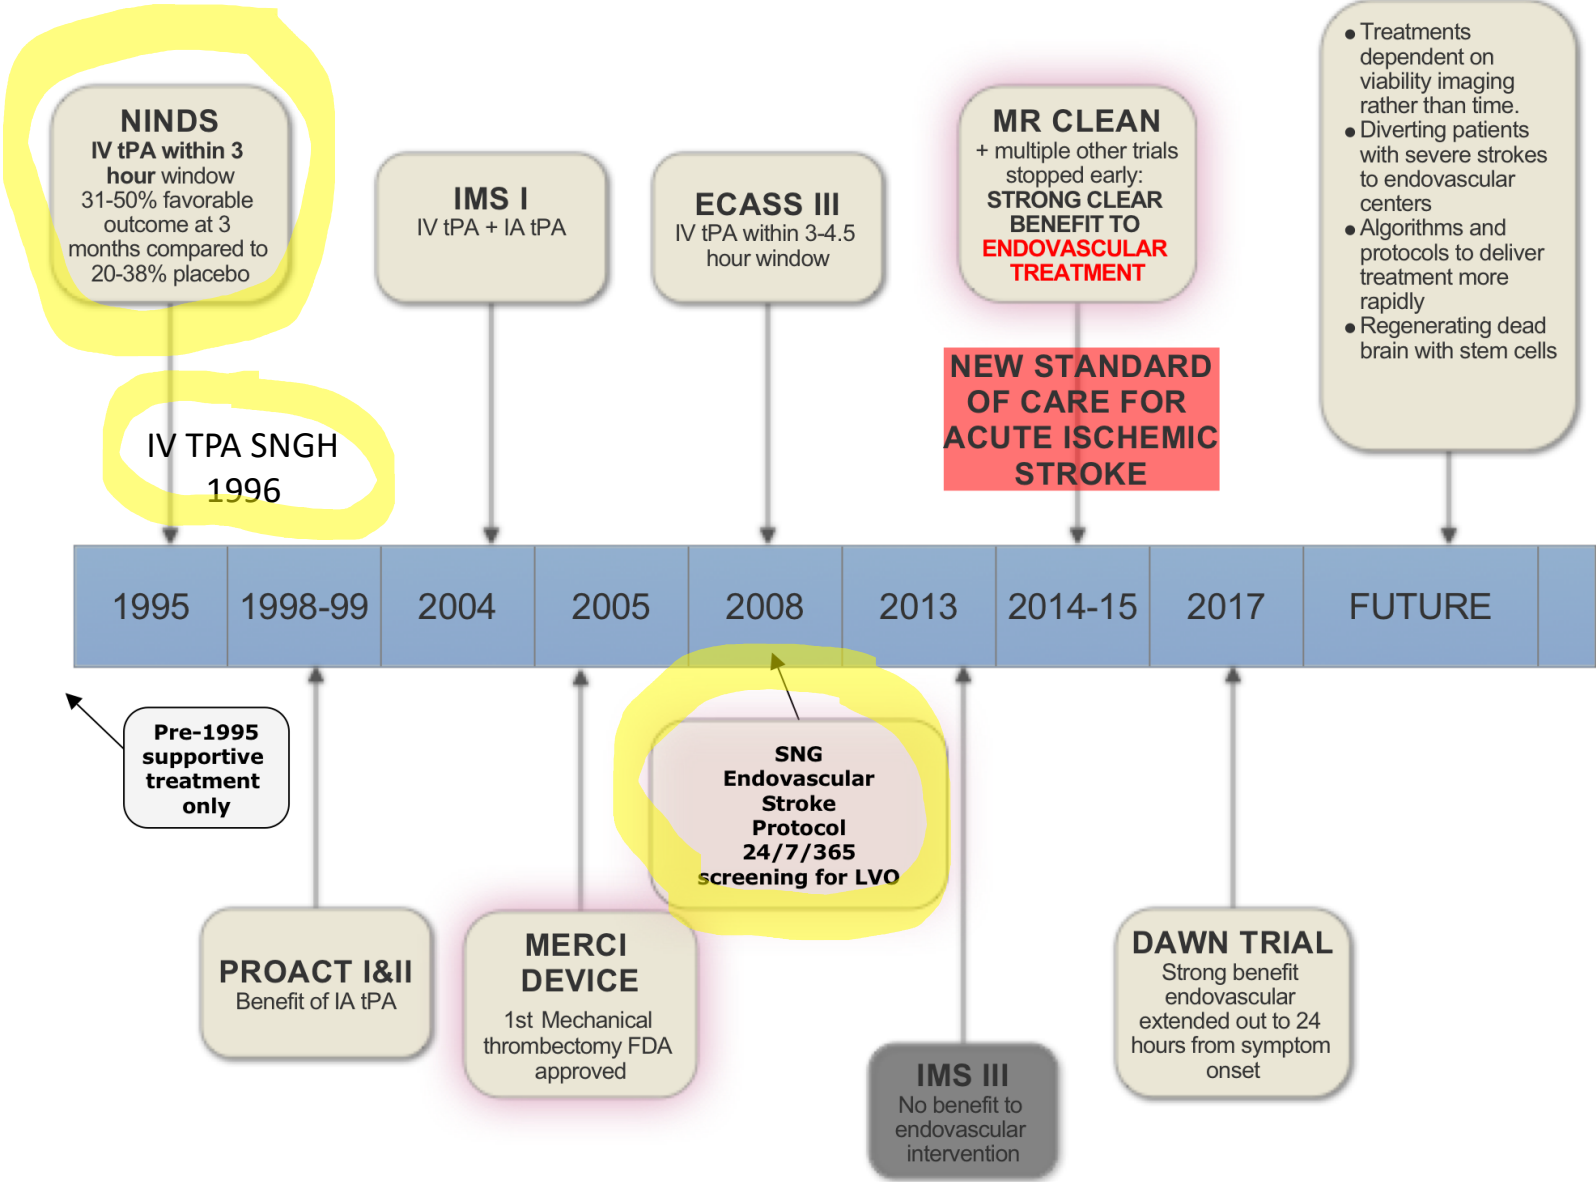 NINDS
IV tPA within 3
hour window
31-50% favorable
outcome at 3
months compared to
20-38% placebo
IV TPA SNGH
1996
IMS I
IV tPA + IA tPA
ECASS III
IV tPA within 3-4.5
hour window
MR CLEAN
+ multiple other trials
stopped early:
STRONG CLEAR
BENEFIT TO
ENDOVASCULAR
TREATMENT
NEW STANDARD
OF CARE FOR
ACUTE ISCHEMIC
STROKE
● Treatments
dependent on
viability imaging
rather than time.
● Diverting patients
with severe strokes
to endovascular
centers
● Algorithms and
protocols to deliver
treatment more
rapidly
● Regenerating dead
brain with stem cells
1995 1998-99 2004 2005 2008 2013 2014-15 2017 FUTURE
Pre-1995
supportive
treatment
only
PROACT I&II
Benefit of IA tPA
MERCI
DEVICE
1st Mechanical
thrombectomy FDA
approved
SNG
Endovascular
Stroke
Protocol
24/7/365
screening for LVO
IMS III
No benefit to
endovascular
intervention
DAWN TRIAL
Strong benefit
endovascular
extended out to 24
hours from symptom
onset